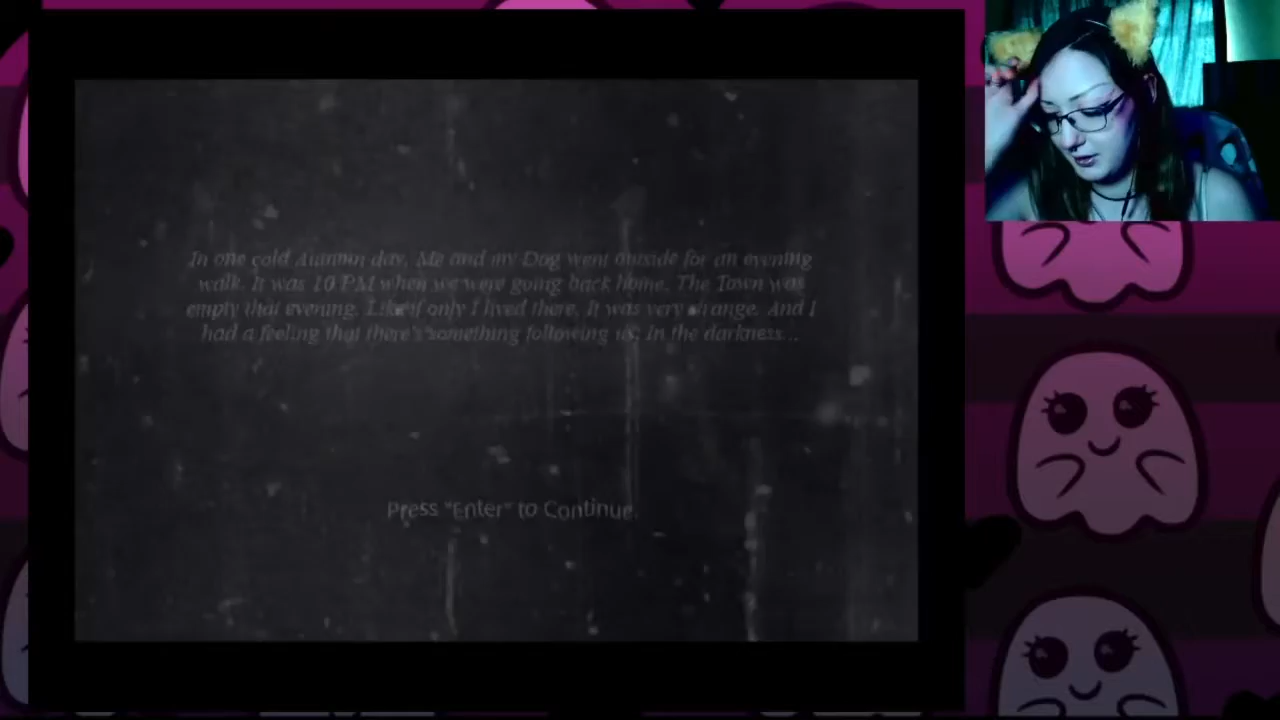 In one cold Autumn day, Me and my Dog went outside for an evening
walk. It was 10 PM when we were going back home. The Town was
empty that evening. Like if only I lived there. It was very strange. And I
had a feeling that there's something following us. In the darkness...
Press "Enter" to Continue.